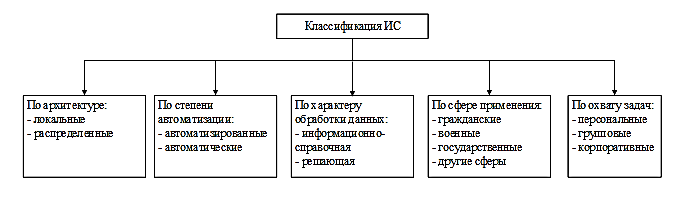 Классификация ИС
По архитектуре:
- локальные
- распределенные
По степени
автоматизации:
- автоматизированные
- автоматические
По характеру
обработки данных:
- информационно-
справочная
- решающая
По сфере применения:
- гражданские
- военные
- государственные
- другие сферы
По охвату задач:
- персональные
- групповые
- корпоративные